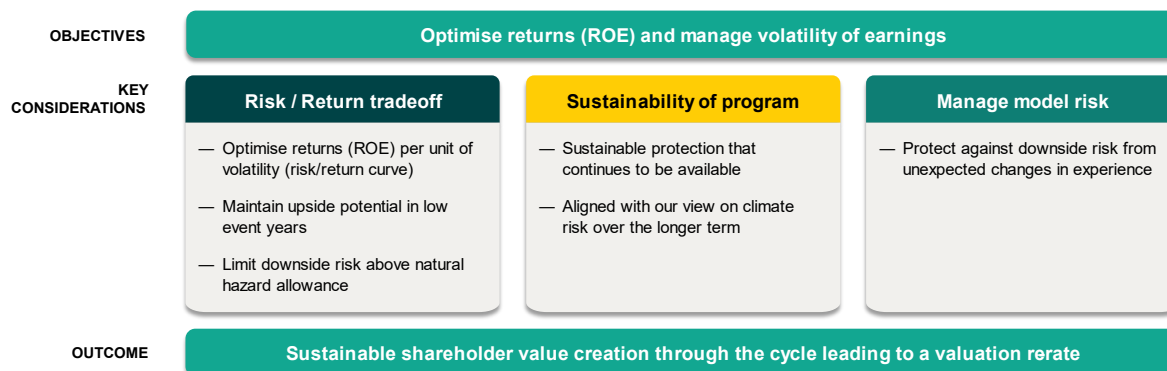 OBJECTIVES
Optimise returns (ROE) and manage volatility of earnings
KEY
CONSIDERATIONS
Risk / Return tradeoff
— Optimise returns (ROE) per unit of
volatility (risk/return curve)
— Maintain upside potential in low
event years
— Limit downside risk above natural
hazard allowance
Sustainability of program
— Sustainable protection that
continues to be available
— Aligned with our view on climate
risk over the longer term
Manage model risk
— Protect against downside risk from
unexpected changes in experience
OUTCOME
Sustainable shareholder value creation through the cycle leading to a valuation rerate